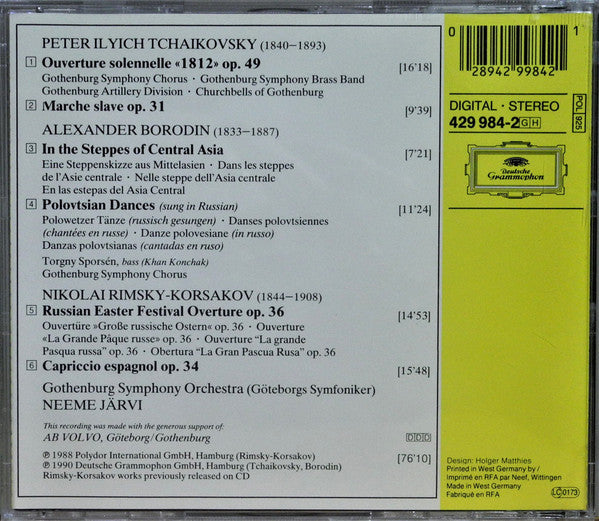 PETER ILYICH TCHAIKOVSKY (1840–1893)
1 Ouverture solennelle «1812» op. 49 [16'18]
Gothenburg Symphony Chorus · Gothenburg Symphony Brass Band
Gothenburg Artillery Division · Churchbells of Gothenburg
2 Marche slave op. 31 [9'39]
ALEXANDER BORODIN (1833–1887)
3 In the Steppes of Central Asia [7'21]
Eine Steppenskizze aus Mittelasien · Dans les steppes
de l'Asie centrale · Nelle steppe dell'Asia centrale
En las estepas del Asia Central
4 Polovtsian Dances (sung in Russian) [11'24]
Polowetzer Tänze (russisch gesungen) · Danses polovtsiennes
(chantées en russe) · Danze polovesiane (in russo)
Danzas polovtsianas (cantadas en ruso)
Torgny Sporsén, bass (Khan Konchak)
Gothenburg Symphony Chorus
NIKOLAI RIMSKY-KORSAKOV (1844–1908)
5 Russian Easter Festival Overture op. 36 [14'53]
Ouvertüre »Große russische Ostern« op. 36 · Ouverture
«La Grande Pâque russe» op. 36 · Ouverture "La grande
Pasqua russa" op. 36 · Obertura "La Gran Pascua Rusa" op. 36
6 Capriccio espagnol op. 34 [15'48]
Gothenburg Symphony Orchestra (Göteborgs Symfoniker)
NEEME JÄRVI
This recording was made with the generous support of:
AB VOLVO, Göteborg/Gothenburg DDD
℗ 1988 Polydor International GmbH, Hamburg (Rimsky-Korsakov) [76'10]
℗ 1990 Deutsche Grammophon GmbH, Hamburg (Tchaikovsky, Borodin)
Rimsky-Korsakov works previously released on CD
0 1
28942 99842
DIGITAL · STEREO
429 984-2 GH
POL 925
Deutsche
Grammophon
Design: Holger Matthies
Printed in West Germany by /
Imprimé en RFA par Neef, Wittingen
Made in West Germany
Fabriqué en RFA
LC 0173